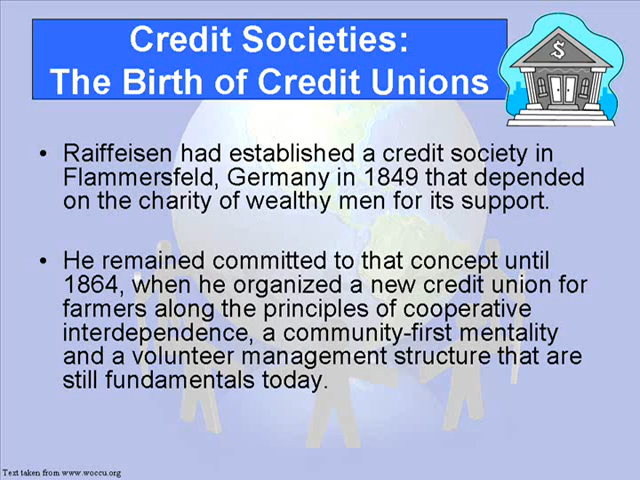 Credit Societies:
The Birth of Credit Unions
$
• Raiffeisen had established a credit society in
Flammersfeld, Germany in 1849 that depended
on the charity of wealthy men for its support.
• He remained committed to that concept until
1864, when he organized a new credit union for
farmers along the principles of cooperative
interdependence, a community-first mentality
and a volunteer management structure that are
still fundamentals today.
Text taken from www.woccu.org